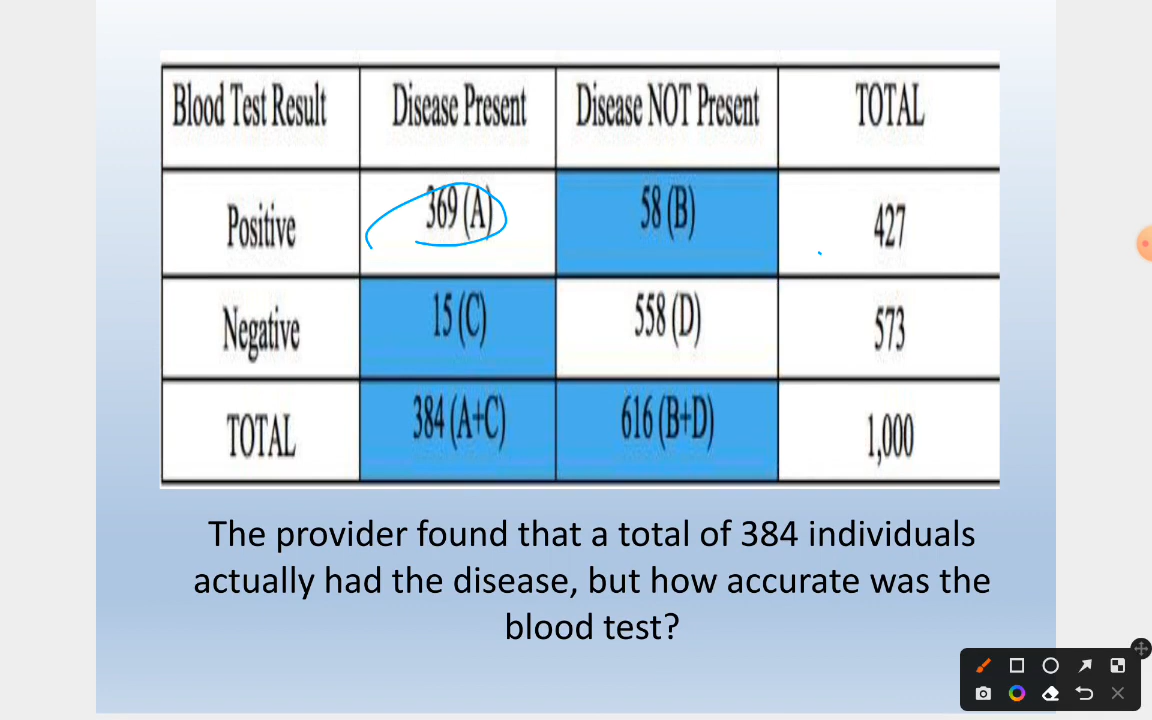 Blood Test Result Disease Present Disease NOT Present TOTAL
Positive 369 (A) 58 (B) 427
Negative 15 (C) 558 (D) 573
TOTAL 384 (A+C) 616 (B+D) 1,000
The provider found that a total of 384 individuals
actually had the disease, but how accurate was the
blood test?